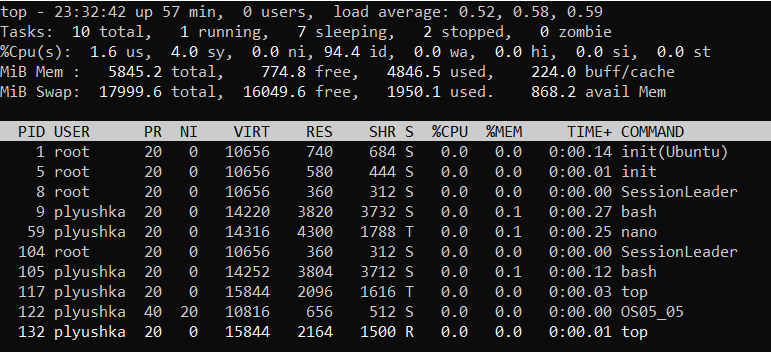 top - 23:32:42 up 57 min,  0 users,  load average: 0.52, 0.58, 0.59
Tasks:  10 total,   1 running,   7 sleeping,   2 stopped,   0 zombie
%Cpu(s):  1.6 us,  4.0 sy,  0.0 ni, 94.4 id,  0.0 wa,  0.0 hi,  0.0 si,  0.0 st
MiB Mem :   5845.2 total,    774.8 free,   4846.5 used,    224.0 buff/cache
MiB Swap:  17999.6 total,  16049.6 free,   1950.1 used.    868.2 avail Mem
PID USER      PR  NI    VIRT    RES    SHR S  %CPU  %MEM     TIME+ COMMAND
1 root      20   0   10656    740    684 S   0.0   0.0   0:00.14 init(Ubuntu)
5 root      20   0   10656    580    444 S   0.0   0.0   0:00.01 init
8 root      20   0   10656    360    312 S   0.0   0.0   0:00.00 SessionLeader
9 plyushka  20   0   14220   3820   3732 S   0.0   0.1   0:00.27 bash
59 plyushka  20   0   14316   4300   1788 T   0.0   0.1   0:00.25 nano
104 root      20   0   10656    360    312 S   0.0   0.0   0:00.00 SessionLeader
105 plyushka  20   0   14252   3804   3712 S   0.0   0.1   0:00.12 bash
117 plyushka  20   0   15844   2096   1616 T   0.0   0.0   0:00.03 top
122 plyushka  40  20   10816    656    512 S   0.0   0.0   0:00.00 OS05_05
132 plyushka  20   0   15844   2164   1500 R   0.0   0.0   0:00.01 top